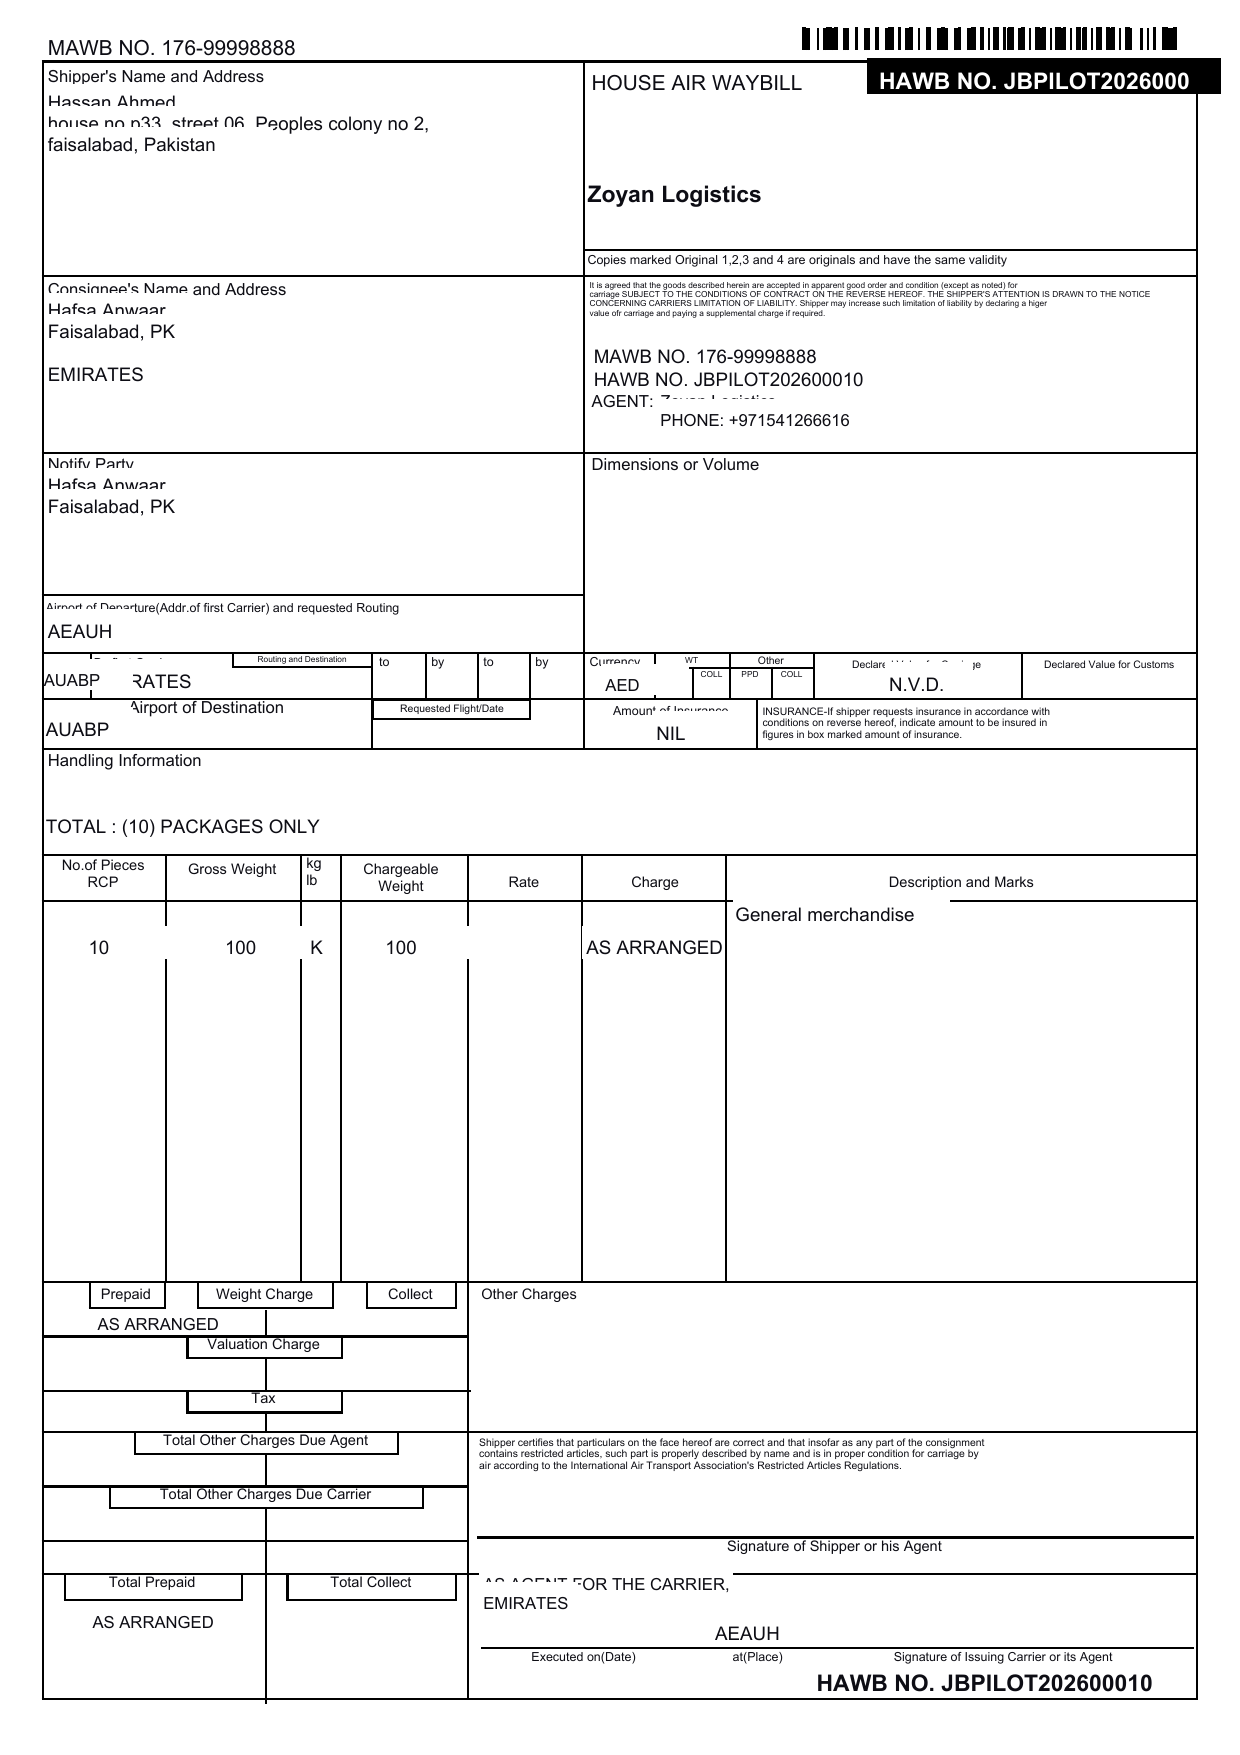 MAWB NO. 176-99998888
Shipper's Name and Address
HOUSE AIR WAYBILL
HAWB NO. JBPILOT2026000
Hassan Ahmed
house no p33, street 06, Peoples colony no 2,
faisalabad, Pakistan
Zoyan Logistics
Copies marked Original 1,2,3 and 4 are originals and have the same validity
Consignee's Name and Address
Hafsa Anwaar
Faisalabad, PK
EMIRATES
It is agreed that the goods described herein are accepted in apparent good order and condition (except as noted) for
carriage SUBJECT TO THE CONDITIONS OF CONTRACT ON THE REVERSE HEREOF. THE SHIPPER'S ATTENTION IS DRAWN TO THE NOTICE
CONCERNING CARRIERS LIMITATION OF LIABILITY. Shipper may increase such limitation of liability by declaring a higer
value ofr carriage and paying a supplemental charge if required.
MAWB NO. 176-99998888
HAWB NO. JBPILOT202600010
AGENT: Zoyan Logistics
PHONE: +971541266616
Notify Party
Hafsa Anwaar
Faisalabad, PK
Dimensions or Volume
Airport of Departure(Addr.of first Carrier) and requested Routing
AEAUH
Routing and Destination
to
by
to
by
AUABP
RATES
Currency
AED
WT
COLL
Other
PPD
COLL
Declared Value for Carriage
N.V.D.
Declared Value for Customs
Airport of Destination
AUABP
Requested Flight/Date
Amount of Insurance
NIL
INSURANCE-If shipper requests insurance in accordance with
conditions on reverse hereof, indicate amount to be insured in
figures in box marked amount of insurance.
Handling Information
TOTAL : (10) PACKAGES ONLY
No.of Pieces
RCP
Gross Weight
kg
lb
Chargeable
Weight
Rate
Charge
Description and Marks
General merchandise
10
100
K
100
AS ARRANGED
Prepaid
Weight Charge
Collect
Other Charges
AS ARRANGED
Valuation Charge
Tax
Total Other Charges Due Agent
Shipper certifies that particulars on the face hereof are correct and that insofar as any part of the consignment
contains restricted articles, such part is properly described by name and is in proper condition for carriage by
air according to the International Air Transport Association's Restricted Articles Regulations.
Total Other Charges Due Carrier
Signature of Shipper or his Agent
Total Prepaid
Total Collect
AS ARRANGED
AS AGENT FOR THE CARRIER,
EMIRATES
AEAUH
Executed on(Date)
at(Place)
Signature of Issuing Carrier or its Agent
HAWB NO. JBPILOT202600010